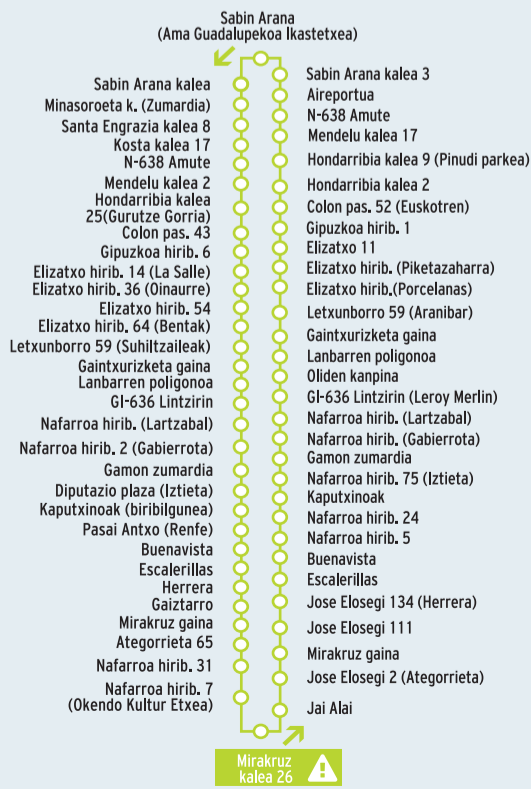 Sabin Arana
(Ama Guadalupekoa Ikastetxea)
Sabin Arana kalea
Minasoroeta k. (Zumardia)
Santa Engrazia kalea 8
Kosta kalea 17
N-638 Amute
Mendelu kalea 2
Hondarribia kalea
25(Gurutze Gorria)
Colon pas. 43
Gipuzkoa hirib. 6
Elizatxo hirib. 14 (La Salle)
Elizatxo hirib. 36 (Oinaurre)
Elizatxo hirib. 54
Elizatxo hirib. 64 (Bentak)
Letxunborro 59 (Suhiltzaileak)
Gaintxurizketa gaina
Lanbarren poligonoa
GI-636 Lintzirin
Nafarroa hirib. (Lartzabal)
Nafarroa hirib. 2 (Gabierrota)
Gamon zumardia
Diputazio plaza (Iztieta)
Kaputxinoak (biribilgunea)
Pasai Antxo (Renfe)
Buenavista
Escalerillas
Herrera
Gaiztarro
Mirakruz gaina
Ategorrieta 65
Nafarroa hirib. 31
Nafarroa hirib. 7
(Okendo Kultur Etxea)
Sabin Arana kalea 3
Aireportua
N-638 Amute
Mendelu kalea 17
Hondarribia kalea 9 (Pinudi parkea)
Hondarribia kalea 2
Colon pas. 52 (Euskotren)
Gipuzkoa hirib. 1
Elizatxo 11
Elizatxo hirib. (Piketazaharra)
Elizatxo hirib.(Porcelanas)
Letxunborro 59 (Aranibar)
Gaintxurizketa gaina
Lanbarren poligonoa
Oliden kanpina
GI-636 Lintzirin (Leroy Merlin)
Nafarroa hirib. (Lartzabal)
Nafarroa hirib. (Gabierrota)
Gamon zumardia
Nafarroa hirib. 75 (Iztieta)
Kaputxinoak
Nafarroa hirib. 24
Nafarroa hirib. 5
Buenavista
Escalerillas
Jose Elosegi 134 (Herrera)
Jose Elosegi 111
Mirakruz gaina
Jose Elosegi 2 (Ategorrieta)
Jai Alai
Mirakruz
kalea 26